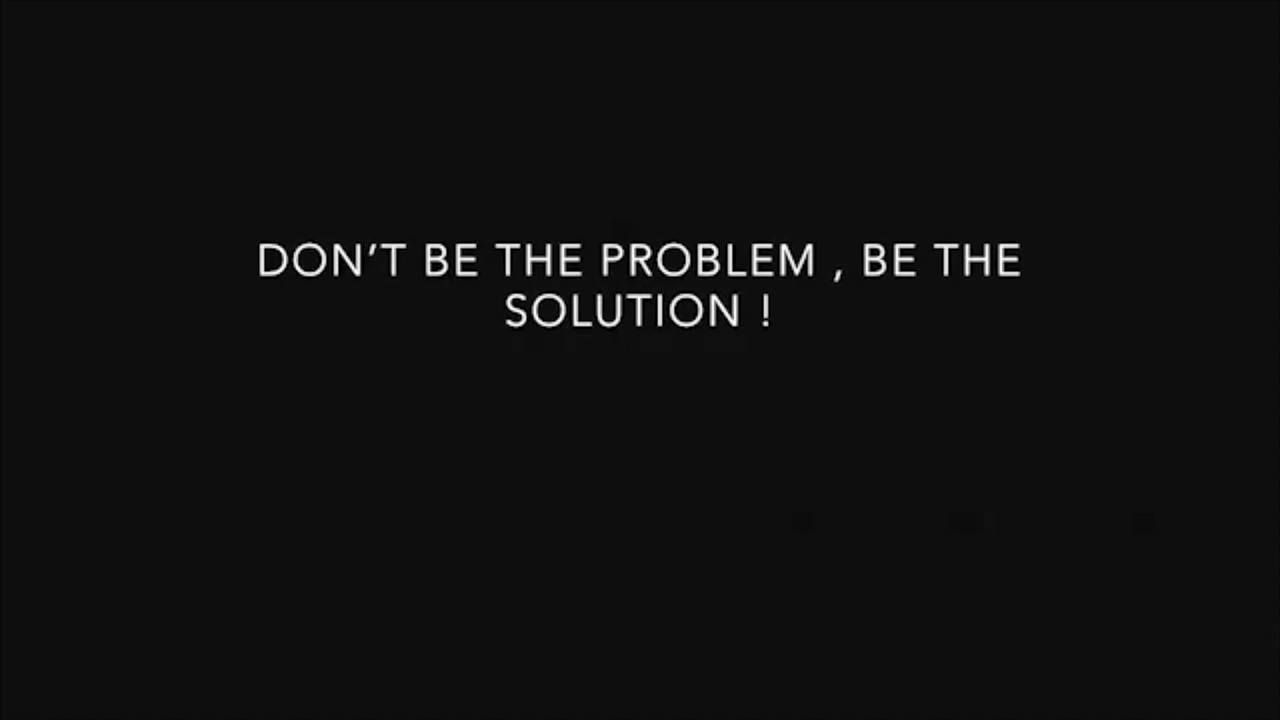 DON’T BE THE PROBLEM , BE THE
SOLUTION !